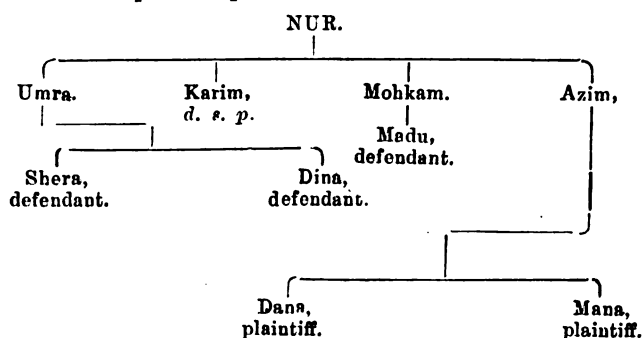 NUR.
Umra. Karim, Mohkam. Azim,
d. s. p.
Madu,
defendant.
Shera, Dina,
defendant. defendant.
Dana, Mana,
plaintiff. plaintiff.